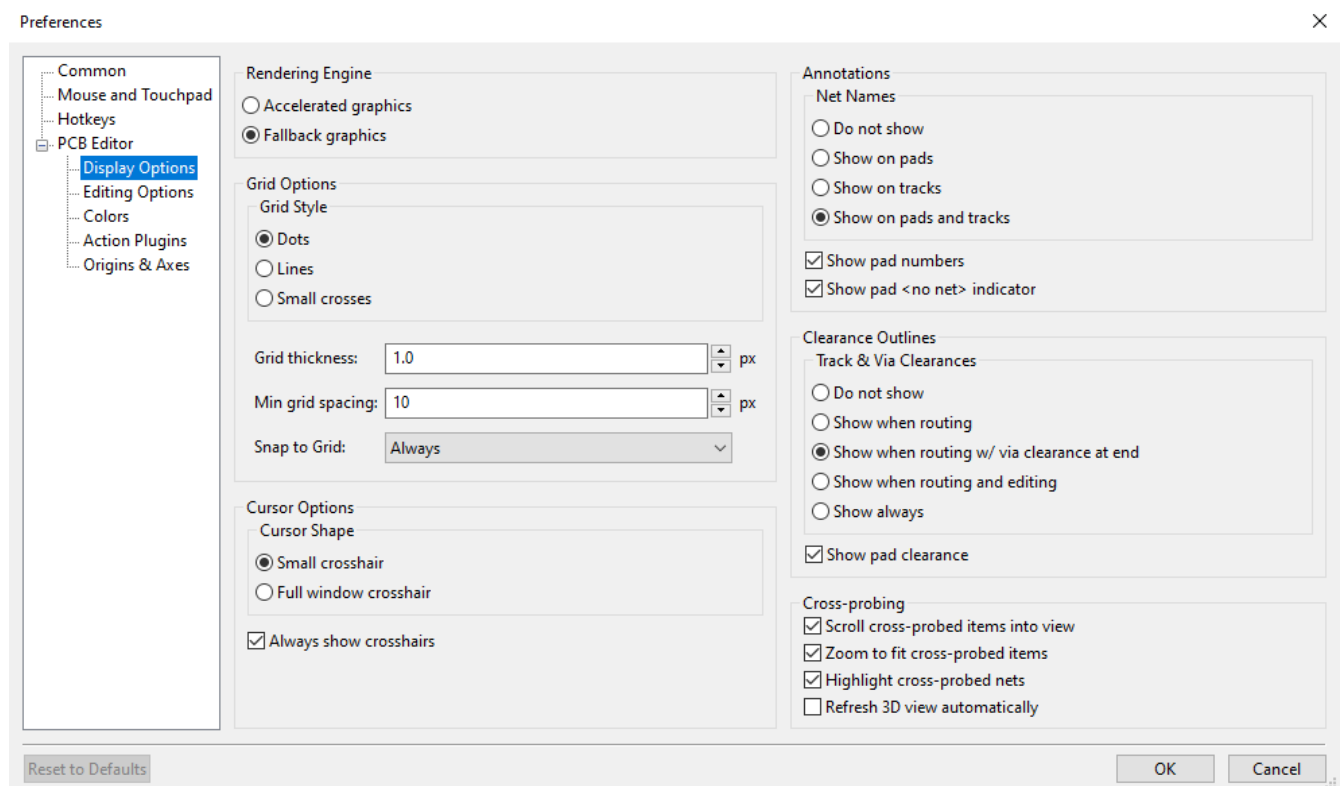 Preferences
Common
Mouse and Touchpad
Hotkeys
PCB Editor
Display Options
Editing Options
Colors
Action Plugins
Origins & Axes
Rendering Engine
Accelerated graphics
Fallback graphics
Grid Options
Grid Style
Dots
Lines
Small crosses
Grid thickness: 1.0 px
Min grid spacing: 10 px
Snap to Grid: Always
Cursor Options
Cursor Shape
Small crosshair
Full window crosshair
Always show crosshairs
Annotations
Net Names
Do not show
Show on pads
Show on tracks
Show on pads and tracks
Show pad numbers
Show pad <no net> indicator
Clearance Outlines
Track & Via Clearances
Do not show
Show when routing
Show when routing w/ via clearance at end
Show when routing and editing
Show always
Show pad clearance
Cross-probing
Scroll cross-probed items into view
Zoom to fit cross-probed items
Highlight cross-probed nets
Refresh 3D view automatically
Reset to Defaults
OK
Cancel